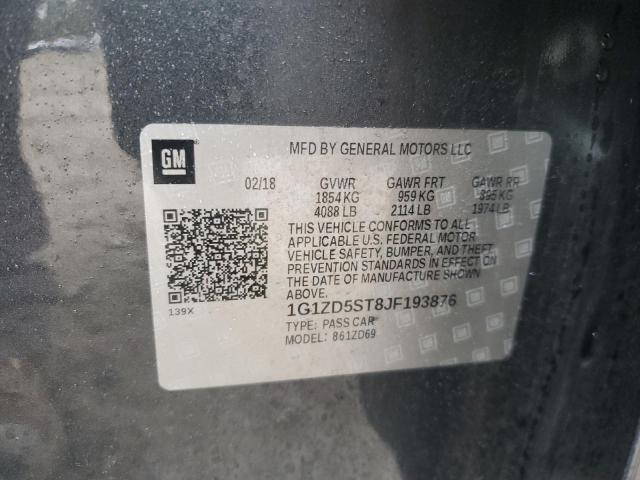 GM
MFD BY GENERAL MOTORS LLC
02/18 GVWR GAWR FRT GAWR RR
1854 KG 959 KG 895 KG
4088 LB 2114 LB 1974 LB
THIS VEHICLE CONFORMS TO ALL
APPLICABLE U.S. FEDERAL MOTOR
VEHICLE SAFETY, BUMPER, AND THEFT
PREVENTION STANDARDS IN EFFECT ON
THE DATE OF MANUFACTURE SHOWN
ABOVE.
139X
1G1ZD5ST8JF193876
TYPE: PASS CAR
MODEL: 861ZD69